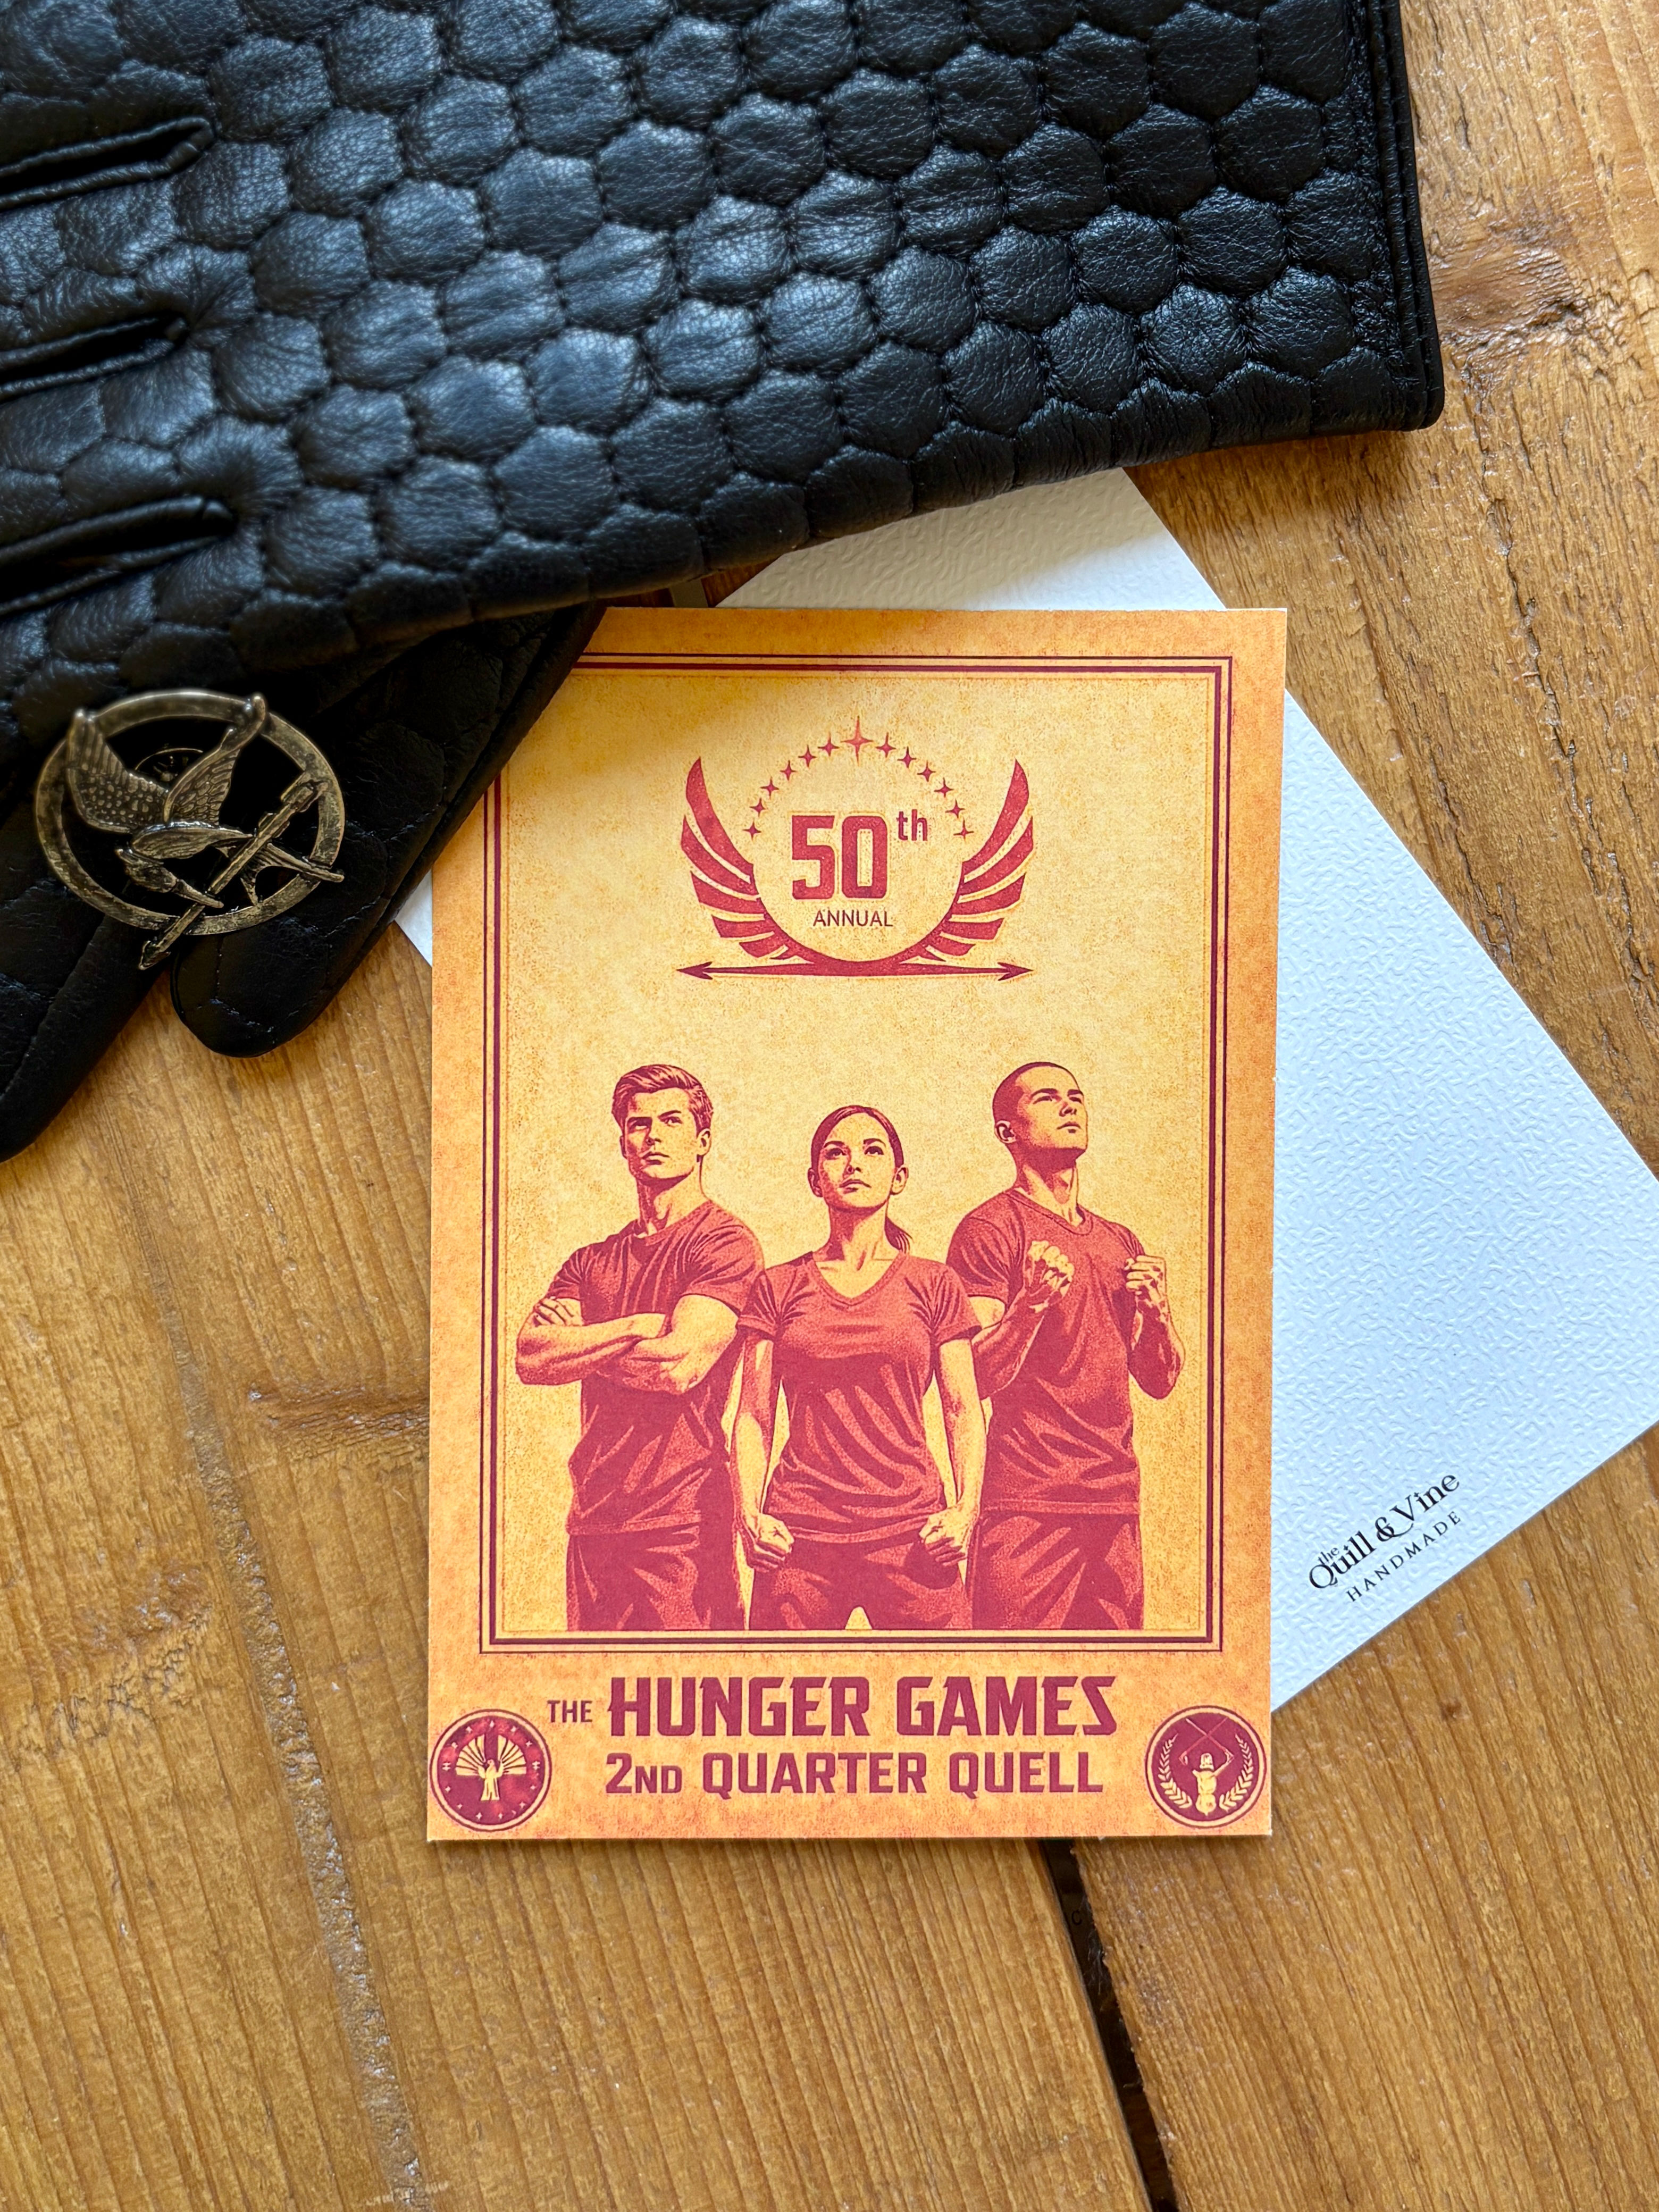 50th
ANNUAL
THE HUNGER GAMES
2ND QUARTER QUELL
the
Quill & Vine
HANDMADE